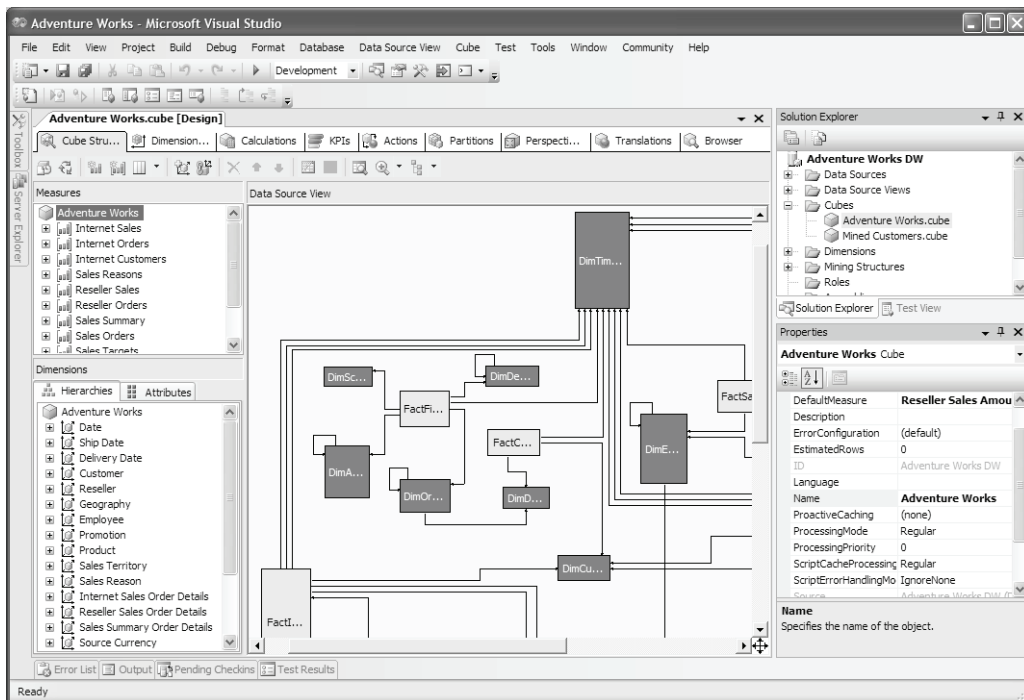 Adventure Works - Microsoft Visual Studio
File Edit View Project Build Debug Format Database Data Source View Cube Test Tools Window Community Help
Development
Adventure Works.cube [Design]
Cube Stru... Dimension... Calculations KPIs Actions Partitions Perspecti... Translations Browser
Toolbox
Server Explorer
Measures
Adventure Works
Internet Sales
Internet Orders
Internet Customers
Sales Reasons
Reseller Sales
Reseller Orders
Sales Summary
Sales Orders
Sales Targets
Dimensions
Hierarchies Attributes
Adventure Works
Date
Ship Date
Delivery Date
Customer
Reseller
Geography
Employee
Promotion
Product
Sales Territory
Sales Reason
Internet Sales Order Details
Reseller Sales Order Details
Sales Summary Order Details
Source Currency
Data Source View
DimTim...
DimSc...
DimDe...
FactFi...
FactSa
FactC...
DimE...
DimA...
DimOr...
DimD...
DimCu...
FactI...
Solution Explorer
Adventure Works DW
Data Sources
Data Source Views
Cubes
Adventure Works.cube
Mined Customers.cube
Dimensions
Mining Structures
Roles
Solution Explorer Test View
Properties
Adventure Works Cube
DefaultMeasure Reseller Sales Amou
Description
ErrorConfiguration (default)
EstimatedRows 0
ID Adventure Works DW
Language
Name Adventure Works
ProactiveCaching (none)
ProcessingMode Regular
ProcessingPriority 0
ScriptCacheProcessing Regular
ScriptErrorHandlingMo IgnoreNone
Source Adventure Works DW
Name
Specifies the name of the object.
Error List Output Pending Checkins Test Results
Ready